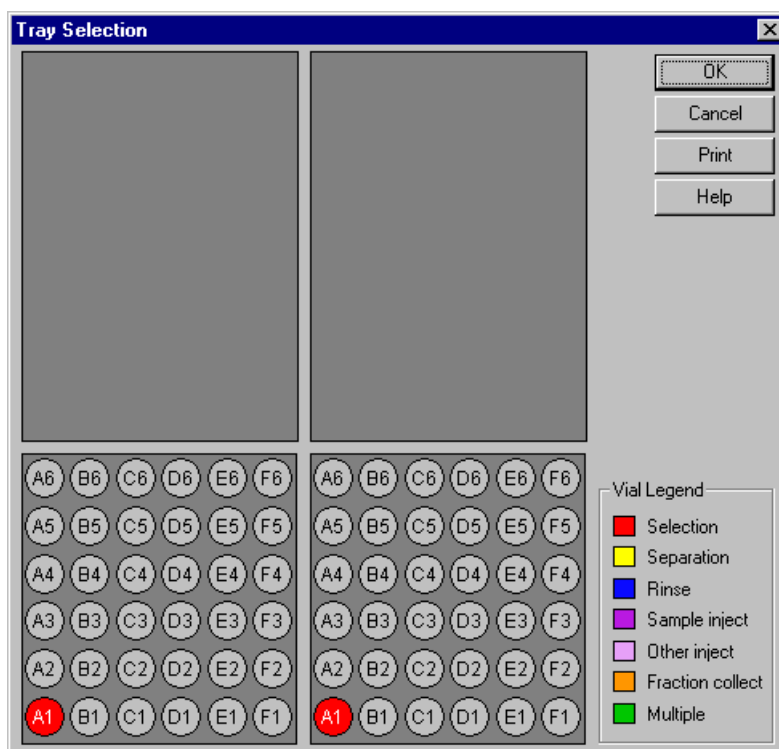 Tray Selection
OK
Cancel
Print
Help
A6 B6 C6 D6 E6 F6
A5 B5 C5 D5 E5 F5
A4 B4 C4 D4 E4 F4
A3 B3 C3 D3 E3 F3
A2 B2 C2 D2 E2 F2
A1 B1 C1 D1 E1 F1
A6 B6 C6 D6 E6 F6
A5 B5 C5 D5 E5 F5
A4 B4 C4 D4 E4 F4
A3 B3 C3 D3 E3 F3
A2 B2 C2 D2 E2 F2
A1 B1 C1 D1 E1 F1
Vial Legend
Selection
Separation
Rinse
Sample inject
Other inject
Fraction collect
Multiple